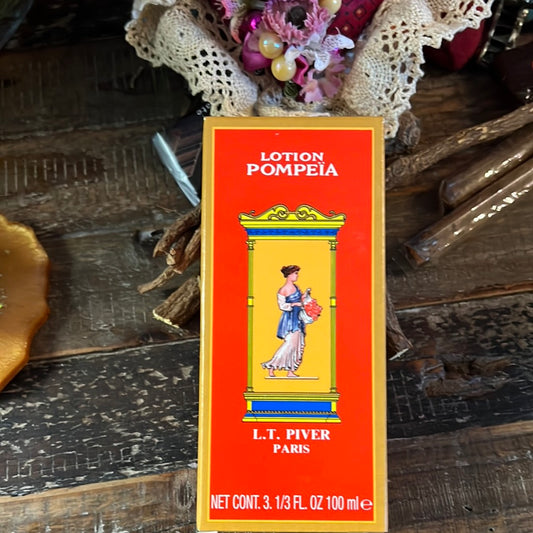 LOTION
POMPEÏA
L.T. PIVER
PARIS
NET CONT. 3. 1/3 FL. OZ 100 ml e